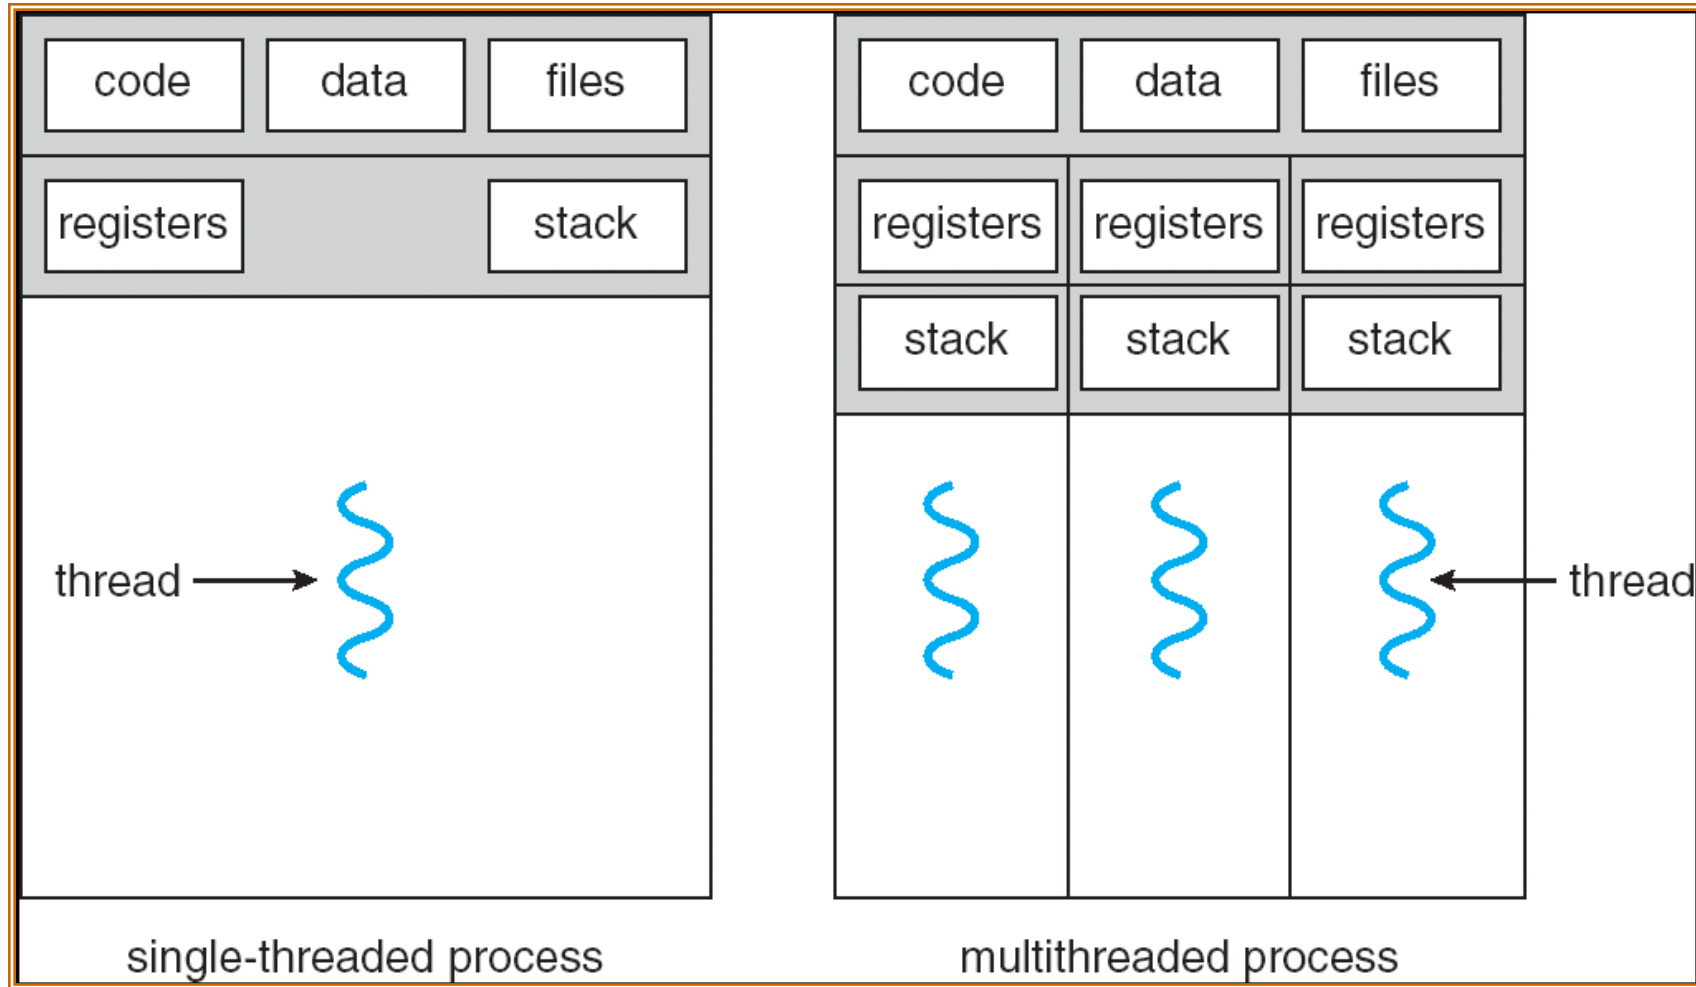 code data files
registers stack
thread
single-threaded process
code data files
registers registers registers
stack stack stack
thread
multithreaded process